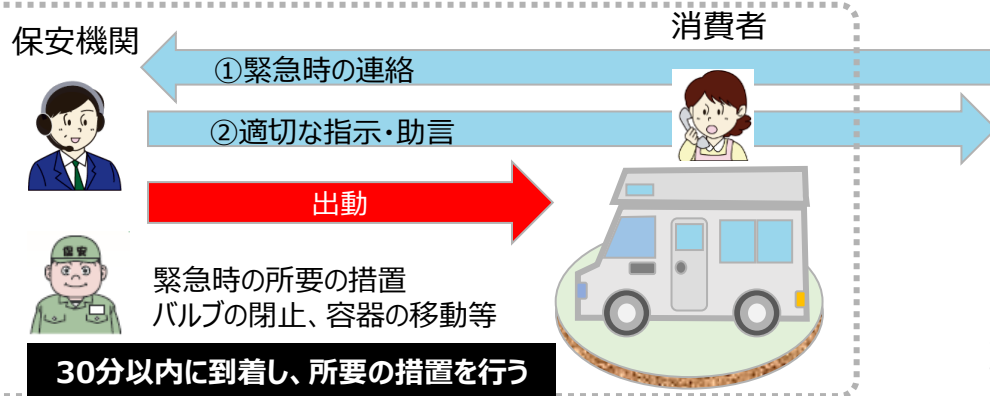 保安機関
消費者
①緊急時の連絡
②適切な指示・助言
出動
保安
緊急時の所要の措置
バルブの閉止、容器の移動等
30分以内に到着し、所要の措置を行う